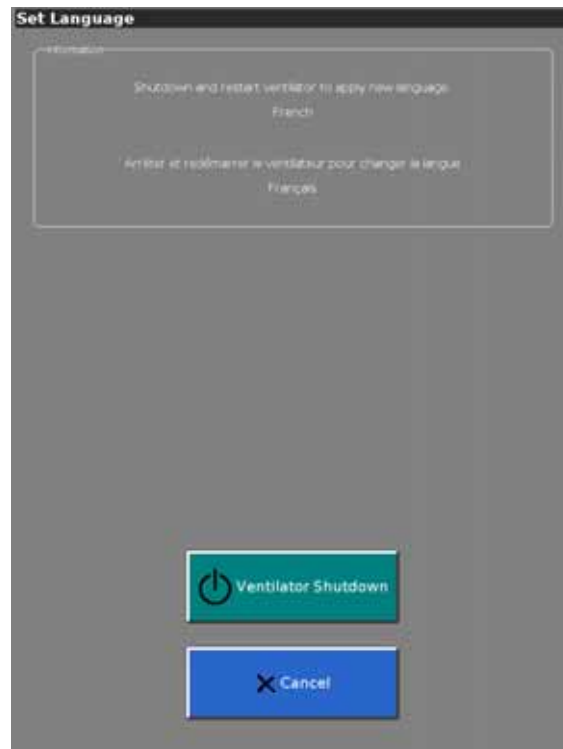 Set Language
Information
Shutdown and restart ventilator to apply new language.
French
Arrêter et redémarrer le ventilateur pour changer la langue
Français
Ventilator Shutdown
Cancel